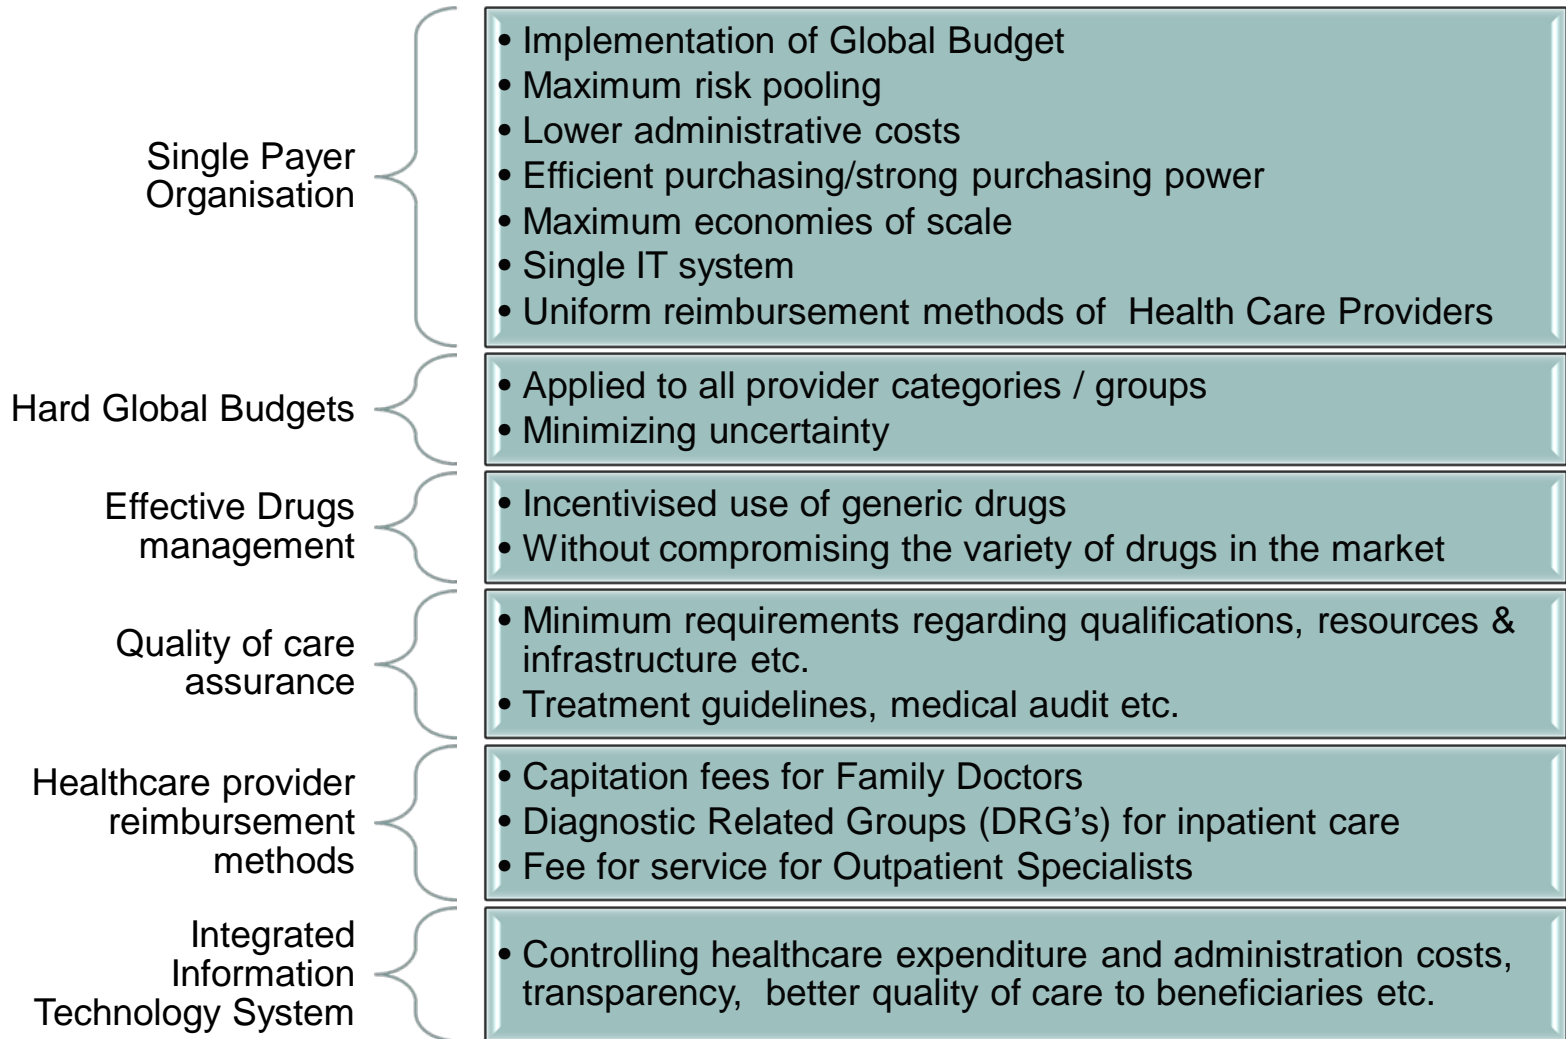 Single Payer
Organisation
• Implementation of Global Budget
• Maximum risk pooling
• Lower administrative costs
• Efficient purchasing/strong purchasing power
• Maximum economies of scale
• Single IT system
• Uniform reimbursement methods of  Health Care Providers
Hard Global Budgets
• Applied to all provider categories / groups
• Minimizing uncertainty
Effective Drugs
management
• Incentivised use of generic drugs
• Without compromising the variety of drugs in the market
Quality of care
assurance
• Minimum requirements regarding qualifications, resources &
infrastructure etc.
• Treatment guidelines, medical audit etc.
Healthcare provider
reimbursement
methods
• Capitation fees for Family Doctors
• Diagnostic Related Groups (DRG’s) for inpatient care
• Fee for service for Outpatient Specialists
Integrated
Information
Technology System
• Controlling healthcare expenditure and administration costs,
transparency,  better quality of care to beneficiaries etc.